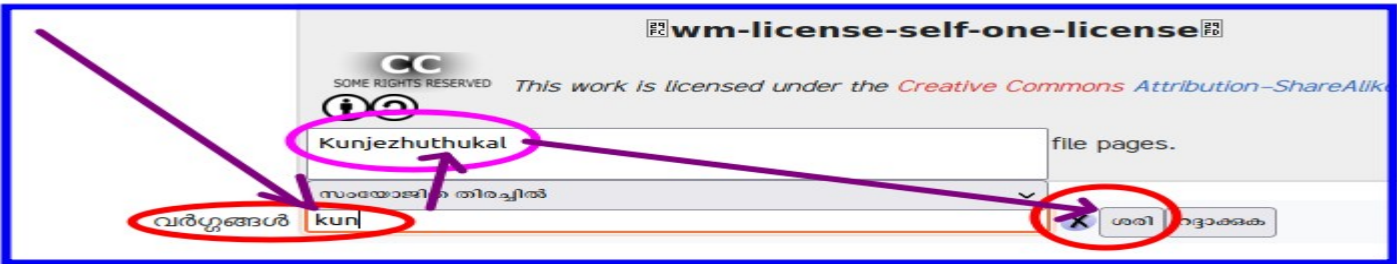 wm-license-self-one-license
SOME RIGHTS RESERVED
This work is licensed under the Creative Commons Attribution-ShareAlike
Kunjezhuthukal
file pages.
സംയോജിത തിരച്ചിൽ
വർഗ്ഗങ്ങൾ kun ശരി റദ്ദാക്കുക